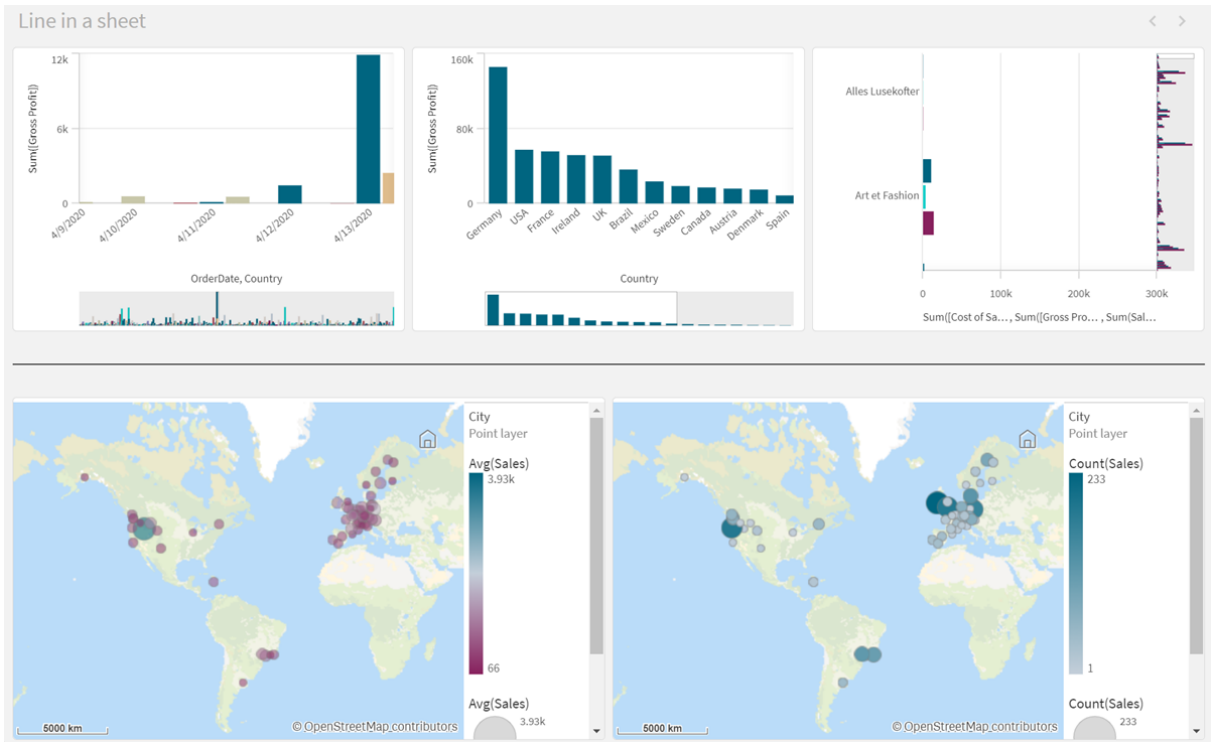 Line in a sheet
12k
6k
0
Sum([Gross Profit])
4/9/2020
4/10/2020
4/11/2020
4/12/2020
4/13/2020
OrderDate, Country
160k
80k
0
Sum([Gross Profit])
Germany
USA
France
Ireland
UK
Brazil
Mexico
Sweden
Canada
Austria
Denmark
Spain
Country
Alles Lusekofter
Art et Fashion
0
100k
200k
300k
Sum([Cost of Sa... , Sum([Gross Pro... , Sum(Sal...
City
Point layer
Avg(Sales)
3.93k
66
Avg(Sales)
3.93k
5000 km
© OpenStreetMap contributors
City
Point layer
Count(Sales)
233
1
Count(Sales)
233
5000 km
© OpenStreetMap contributors